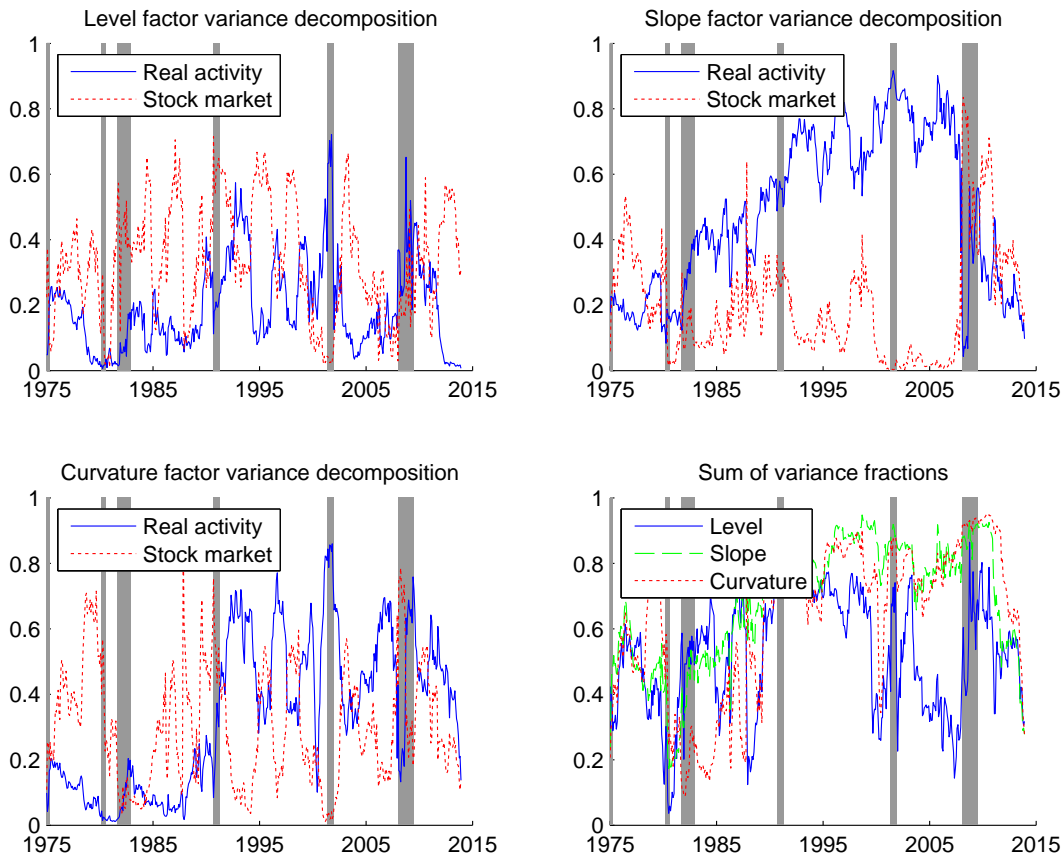 Level factor variance decomposition
1
0.8
0.6
0.4
0.2
0
Real activity
Stock market
1975 1985 1995 2005 2015
Slope factor variance decomposition
1
0.8
0.6
0.4
0.2
0
Real activity
Stock market
1975 1985 1995 2005 2015
Curvature factor variance decomposition
1
0.8
0.6
0.4
0.2
0
Real activity
Stock market
1975 1985 1995 2005 2015
Sum of variance fractions
1
0.8
0.6
0.4
0.2
0
Level
Slope
Curvature
1975 1985 1995 2005 2015